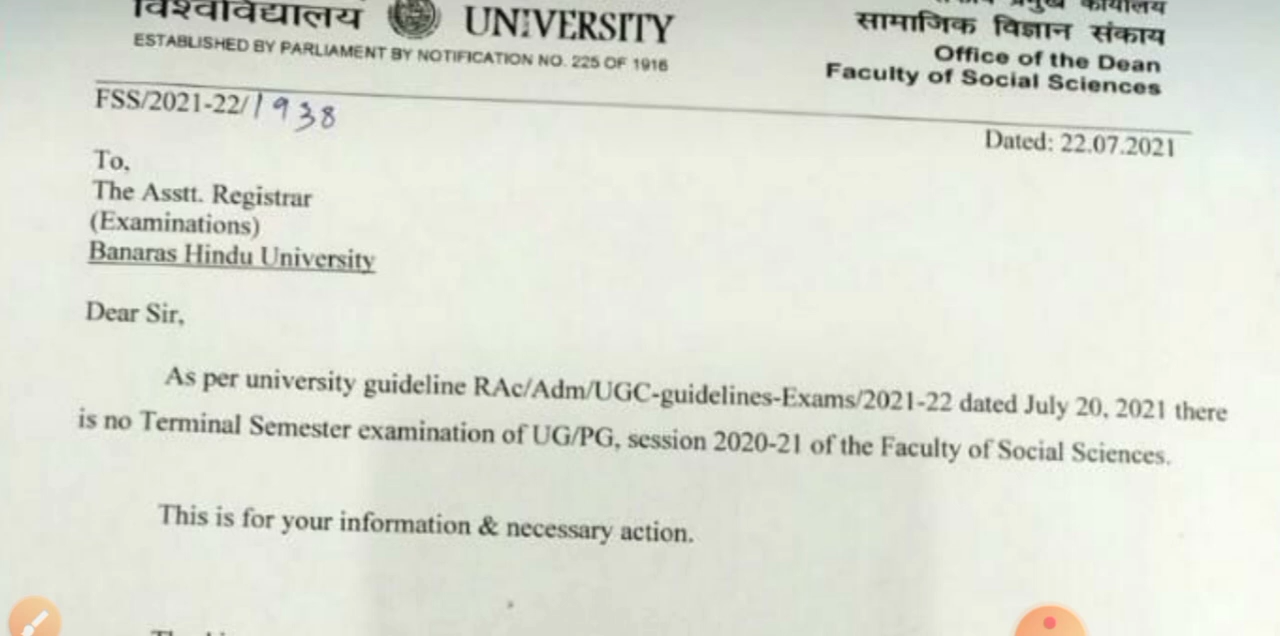 विश्वविद्यालय
UNIVERSITY
ESTABLISHED BY PARLIAMENT BY NOTIFICATION NO. 225 OF 1916
प्रमुख कार्यालय
सामाजिक विज्ञान संकाय
Office of the Dean
Faculty of Social Sciences
FSS/2021-22/1938
Dated: 22.07.2021
To,
The Asstt. Registrar
(Examinations)
Banaras Hindu University
Dear Sir,
As per university guideline RAc/Adm/UGC-guidelines-Exams/2021-22 dated July 20, 2021 there
is no Terminal Semester examination of UG/PG, session 2020-21 of the Faculty of Social Sciences.
This is for your information & necessary action.